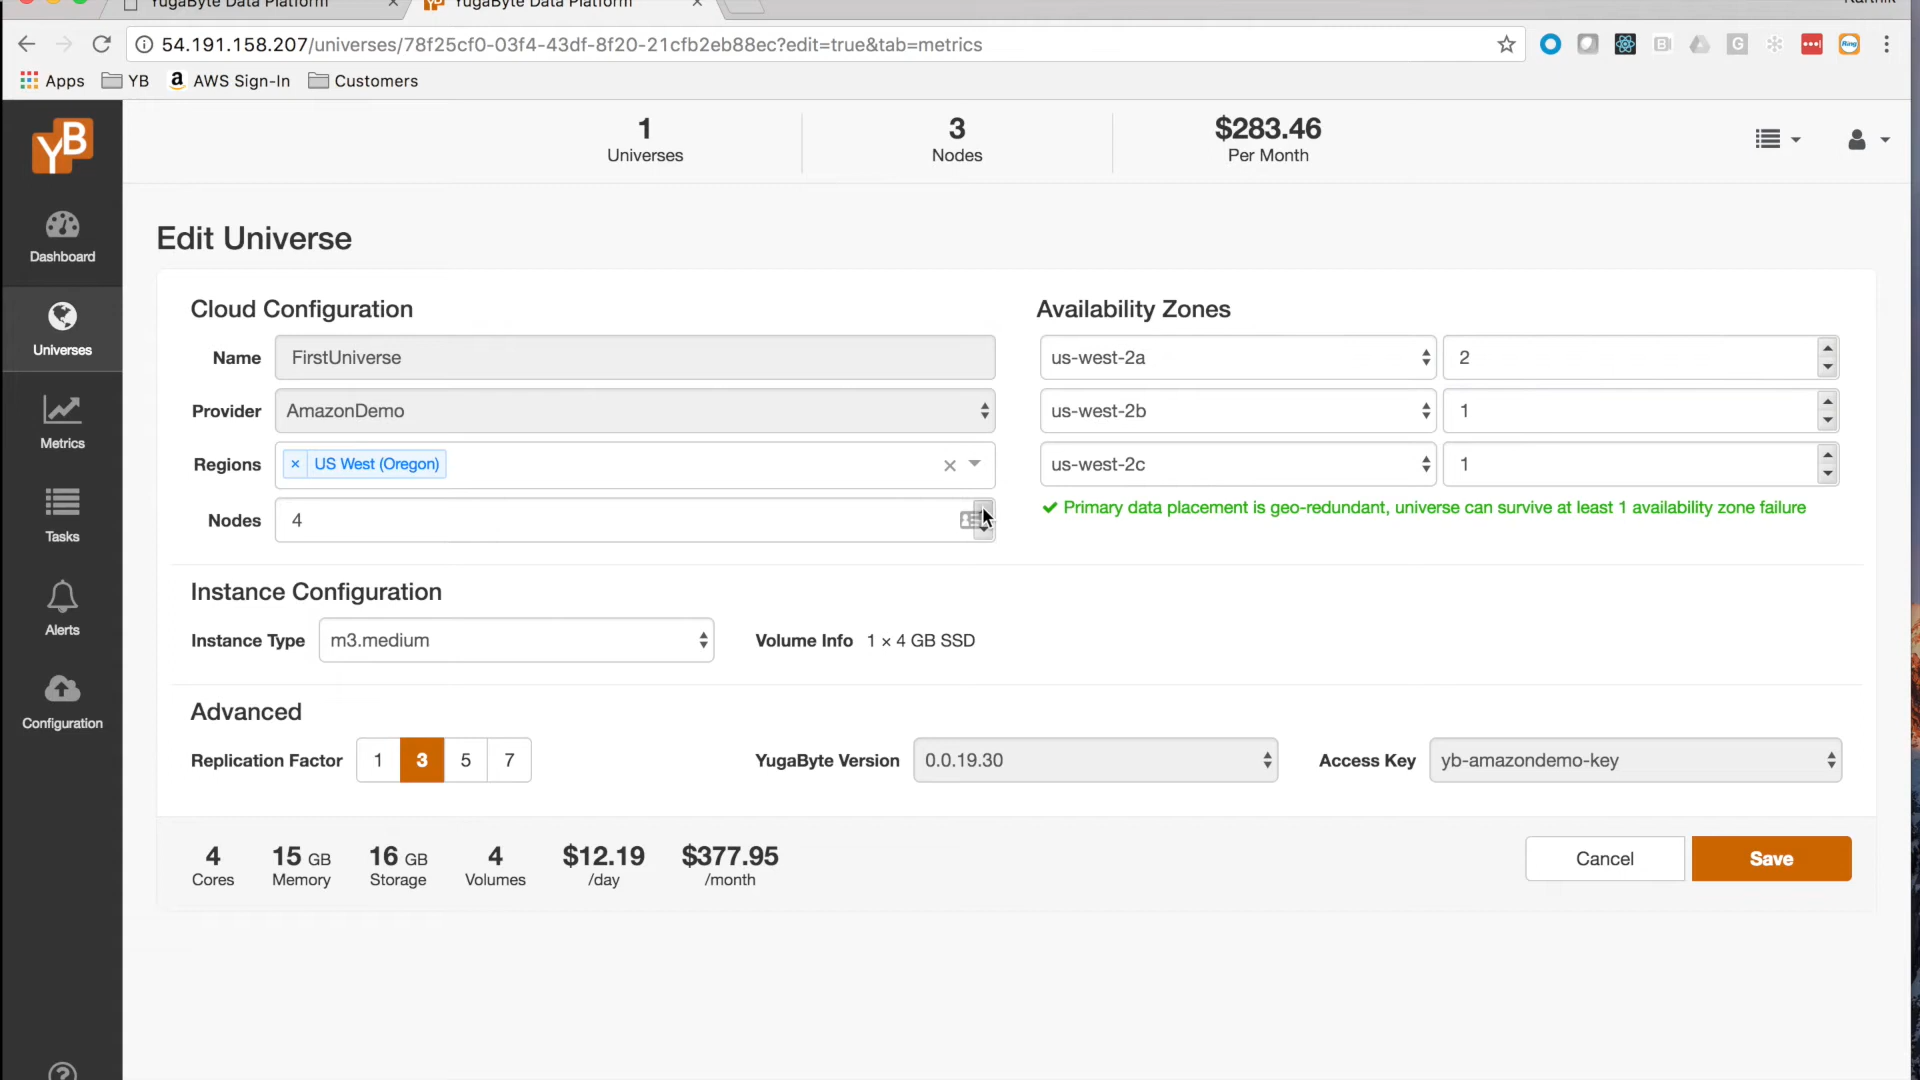 YugaByte Data Platform × YugaByte Data Platform × Karthik
54.191.158.207/universes/78f25cf0-03f4-43df-8f20-21cfb2eb88ec?edit=true&tab=metrics
Apps YB AWS Sign-In Customers
YB
1 3 $283.46
Universes Nodes Per Month
Dashboard
Universes
Metrics
Tasks
Alerts
Configuration
Edit Universe
Cloud Configuration
Name FirstUniverse
Provider AmazonDemo
Regions × US West (Oregon) ×
Nodes 4
Availability Zones
us-west-2a 2
us-west-2b 1
us-west-2c 1
✔ Primary data placement is geo-redundant, universe can survive at least 1 availability zone failure
Instance Configuration
Instance Type m3.medium Volume Info 1 × 4 GB SSD
Advanced
Replication Factor 1 3 5 7 YugaByte Version 0.0.19.30 Access Key yb-amazondemo-key
4 15 GB 16 GB 4 $12.19 $377.95
Cores Memory Storage Volumes /day /month
Cancel Save